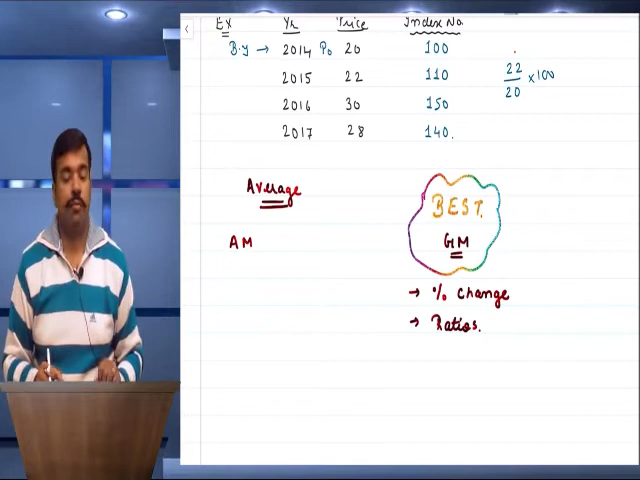 Ex Yr Price Index No.
B.y → 2014 P₀ 20 100
2015 22 110 22/20 × 100
2016 30 150
2017 28 140.
Average BEST.
AM GM
→ % change
→ Ratios.